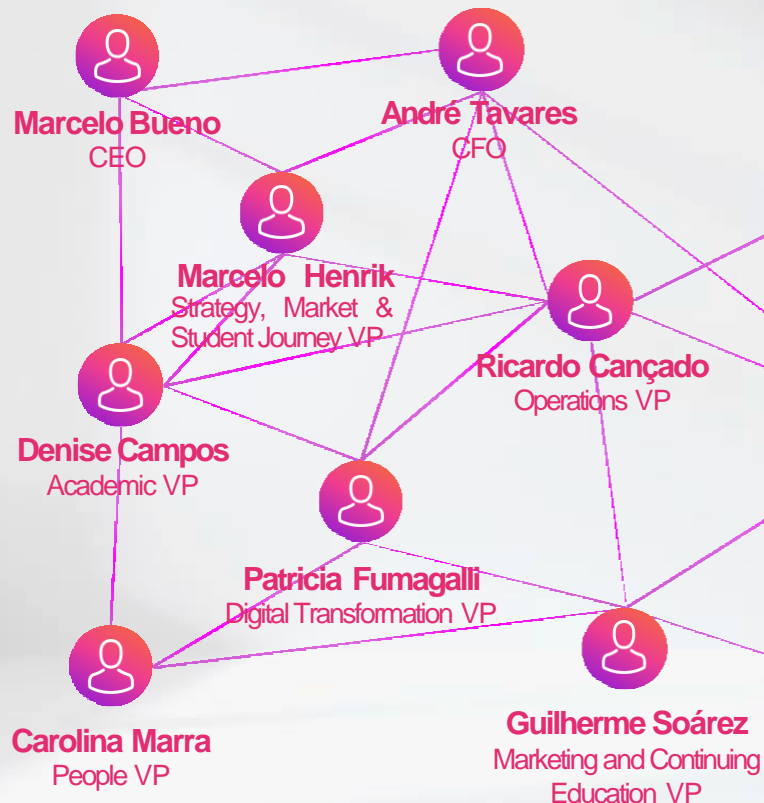 Marcelo Bueno
CEO
André Tavares
CFO
Marcelo Henrik
Strategy, Market &
Student Journey VP
Ricardo Cançado
Operations VP
Denise Campos
Academic VP
Patricia Fumagalli
Digital Transformation VP
Carolina Marra
People VP
Guilherme Soárez
Marketing and Continuing
Education VP